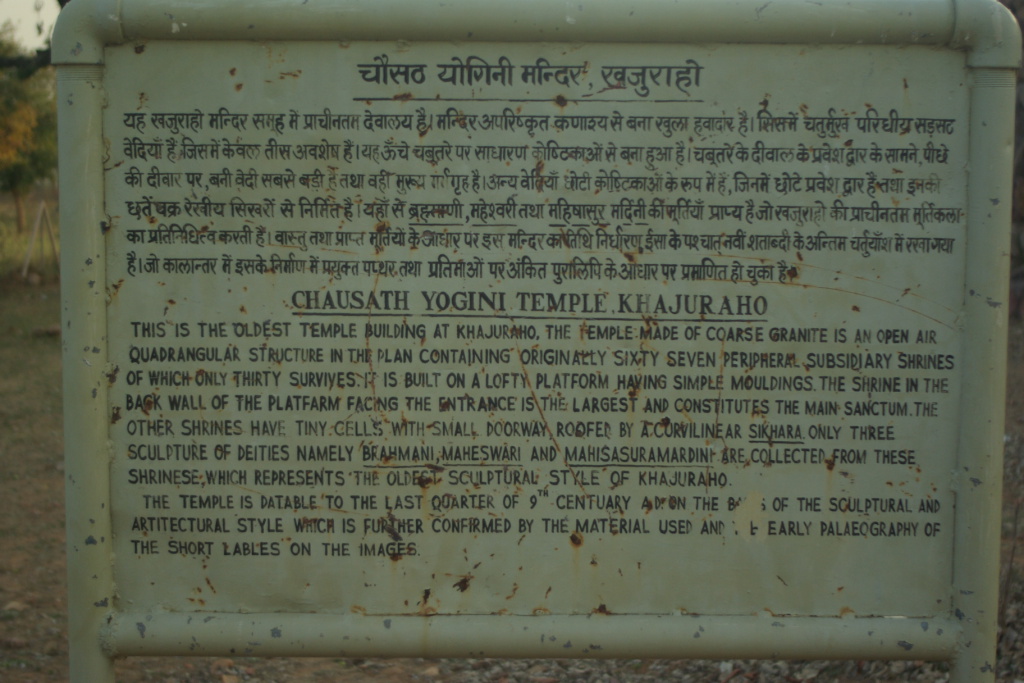 चौसठ योगिनी मन्दिर, खजुराहो
यह खजुराहो मन्दिर समूह में प्राचीनतम देवालय है। मन्दिर अपरिष्कृत कणाश्य से बना खुला हवादार है। जिसमें चतुर्मुख परिधीय सड़सट
वेदियाँ हैं, जिसमें केवल तीस अवशेष है। यह ऊँचे चबुतरे पर साधारण कोष्टिकाओं से बना हुआ है। चबुतरे के दीवाल के प्रवेश द्वार के सामने, पीछे
की दीवार पर, बनी वेदी सबसे बड़ी है तथा वही मुख्य गर्भगृह है। अन्य वेदियाँ छोटी कोष्टिकाओं के रूप में हैं, जिनमें छोटे प्रवेश द्वार हैं तथा इनकी
छतें वक्र रेखीय सिखरों से निर्मित है। यहाँ से ब्रह्माणी, महेश्वरी तथा महिषासुर मर्दिनी की मूर्तियाँ प्राप्य है जो खजुराहो की प्राचीनतम मूर्तिकला
का प्रतिनिधित्व करती हैं। वास्तु तथा प्राप्त मूर्तियों के आधार पर इस मन्दिर का तिथि निर्धारण ईसा के पश्चात नवीं शताब्दी के अन्तिम चर्तुयाँश में रखा गया
है। जो कालान्तर में इसके निर्माण में प्रयुक्त पत्थर तथा प्रतिमाओं पर अंकित पुरालिपि के आधार पर प्रमाणित हो चुका है।
CHAUSATH YOGINI TEMPLE, KHAJURAHO
THIS IS THE OLDEST TEMPLE BUILDING AT KHAJURAHO. THE TEMPLE MADE OF COARSE GRANITE IS AN OPEN AIR
QUADRANGULAR STRUCTURE IN THE PLAN CONTAINING ORIGINALLY SIXTY SEVEN PERIPHERAL SUBSIDIARY SHRINES
OF WHICH ONLY THIRTY SURVIVES. IT IS BUILT ON A LOFTY PLATFORM HAVING SIMPLE MOULDINGS. THE SHRINE IN THE
BACK WALL OF THE PLATFARM FACING THE ENTRANCE IS THE LARGEST AND CONSTITUTES THE MAIN SANCTUM. THE
OTHER SHRINES HAVE TINY CELLS WITH SMALL DOORWAY, ROOFED BY A CORVILINEAR SIKHARA. ONLY THREE
SCULPTURE OF DEITIES NAMELY BRAHMANI, MAHESWARI AND MAHISASURAMARDINI ARE COLLECTED FROM THESE
SHRINESE, WHICH REPRESENTS THE OLDEST SCULPTURAL STYLE OF KHAJURAHO.
THE TEMPLE IS DATABLE TO THE LAST QUARTER OF 9TH CENTUARY A.D. ON THE OF THE SCULPTURAL AND
ARTITECTURAL STYLE WHICH IS FURTHER CONFIRMED BY THE MATERIAL USED AND EARLY PALAEOGRAPHY OF
THE SHORT LABLES ON THE IMAGES.